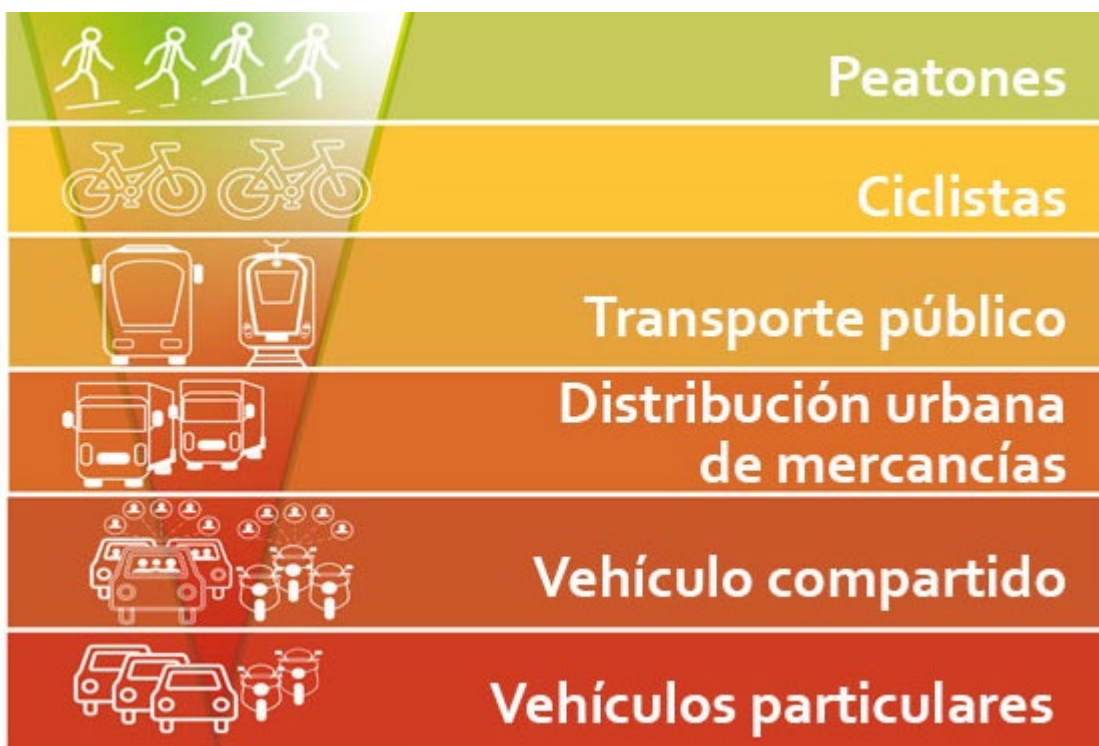 Peatones
Ciclistas
Transporte público
Distribución urbana
de mercancías
Vehículo compartido
Vehículos particulares